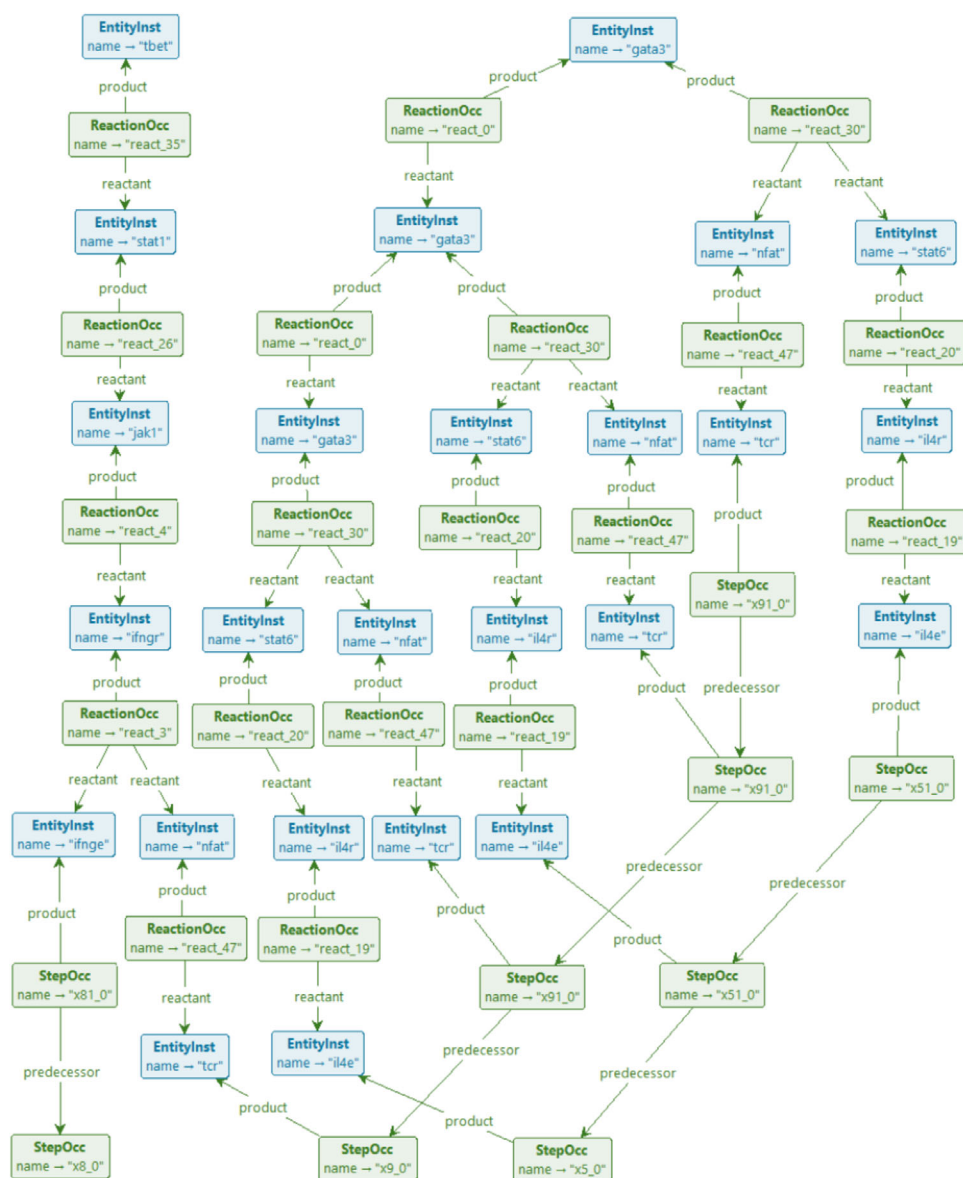 EntityInst
name → "tbet"
EntityInst
name → "gata3"
product
product
product
ReactionOcc
name → "react_35"
ReactionOcc
name → "react_0"
ReactionOcc
name → "react_30"
reactant
reactant
reactant
reactant
EntityInst
name → "stat1"
EntityInst
name → "gata3"
EntityInst
name → "nfat"
EntityInst
name → "stat6"
product
product
product
product
product
ReactionOcc
name → "react_26"
ReactionOcc
name → "react_0"
ReactionOcc
name → "react_30"
ReactionOcc
name → "react_47"
ReactionOcc
name → "react_20"
reactant
reactant
reactant
reactant
reactant
reactant
EntityInst
name → "jak1"
EntityInst
name → "gata3"
EntityInst
name → "stat6"
EntityInst
name → "nfat"
EntityInst
name → "tcr"
EntityInst
name → "il4r"
product
product
product
product
product
product
ReactionOcc
name → "react_4"
ReactionOcc
name → "react_30"
ReactionOcc
name → "react_20"
ReactionOcc
name → "react_47"
ReactionOcc
name → "react_19"
reactant
reactant
reactant
reactant
reactant
reactant
StepOcc
name → "x91_0"
EntityInst
name → "ifngr"
EntityInst
name → "stat6"
EntityInst
name → "nfat"
EntityInst
name → "il4r"
EntityInst
name → "tcr"
EntityInst
name → "il4e"
product
product
product
product
product
predecessor
product
ReactionOcc
name → "react_3"
ReactionOcc
name → "react_20"
ReactionOcc
name → "react_47"
ReactionOcc
name → "react_19"
reactant
reactant
reactant
reactant
reactant
StepOcc
name → "x91_0"
StepOcc
name → "x51_0"
EntityInst
name → "ifnge"
EntityInst
name → "nfat"
EntityInst
name → "il4r"
EntityInst
name → "tcr"
EntityInst
name → "il4e"
predecessor
predecessor
product
product
product
product
product
ReactionOcc
name → "react_47"
ReactionOcc
name → "react_19"
StepOcc
name → "x81_0"
StepOcc
name → "x91_0"
StepOcc
name → "x51_0"
reactant
reactant
EntityInst
name → "tcr"
EntityInst
name → "il4e"
predecessor
predecessor
predecessor
product
product
StepOcc
name → "x8_0"
StepOcc
name → "x9_0"
StepOcc
name → "x5_0"